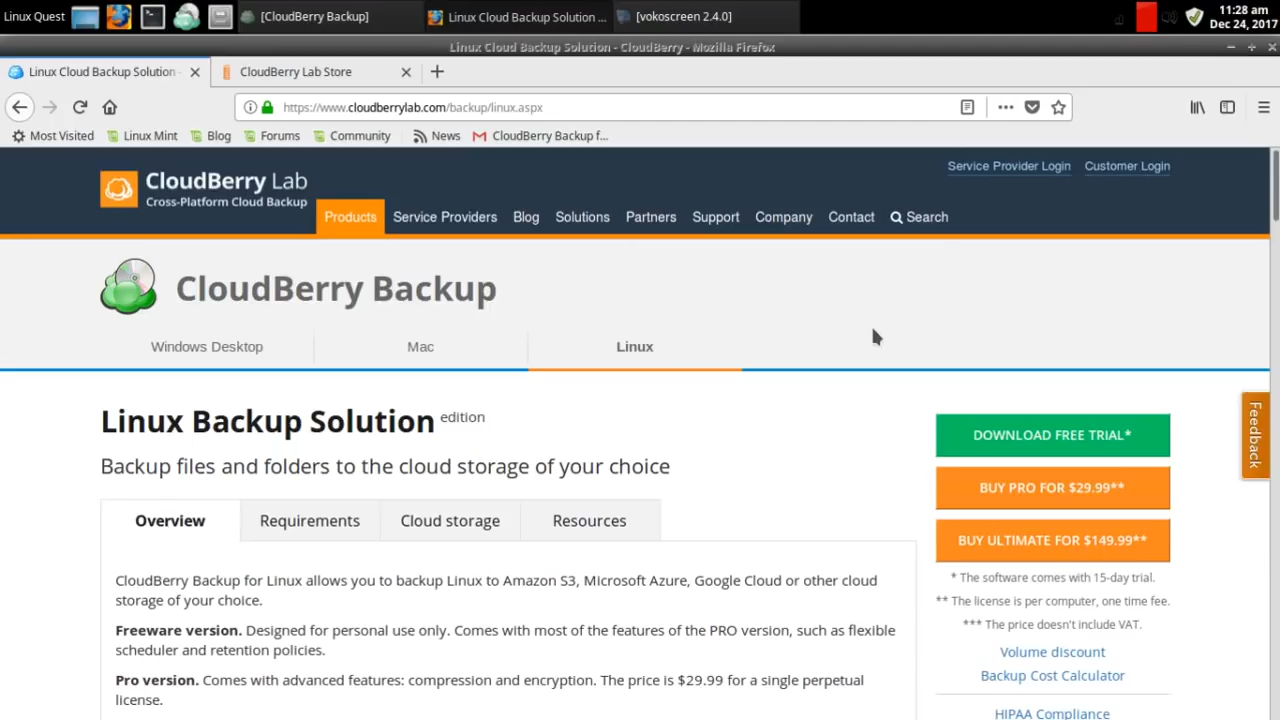 Linux Quest
[CloudBerry Backup]
Linux Cloud Backup Solution ...
[vokoscreen 2.4.0]
11:28 am
Dec 24, 2017
Linux Cloud Backup Solution - CloudBerry - Mozilla Firefox
Linux Cloud Backup Solution -
CloudBerry Lab Store
https://www.cloudberrylab.com/backup/linux.aspx
Most Visited
Linux Mint
Blog
Forums
Community
News
CloudBerry Backup f...
Service Provider Login
Customer Login
CloudBerry Lab
Cross-Platform Cloud Backup
Products
Service Providers
Blog
Solutions
Partners
Support
Company
Contact
Search
CloudBerry Backup
Windows Desktop
Mac
Linux
Linux Backup Solution edition
Backup files and folders to the cloud storage of your choice
Overview
Requirements
Cloud storage
Resources
CloudBerry Backup for Linux allows you to backup Linux to Amazon S3, Microsoft Azure, Google Cloud or other cloud
storage of your choice.
Freeware version. Designed for personal use only. Comes with most of the features of the PRO version, such as flexible
scheduler and retention policies.
Pro version. Comes with advanced features: compression and encryption. The price is $29.99 for a single perpetual
license.
DOWNLOAD FREE TRIAL*
BUY PRO FOR $29.99**
BUY ULTIMATE FOR $149.99**
* The software comes with 15-day trial.
** The license is per computer, one time fee.
*** The price doesn't include VAT.
Volume discount
Backup Cost Calculator
HIPAA Compliance
Feedback